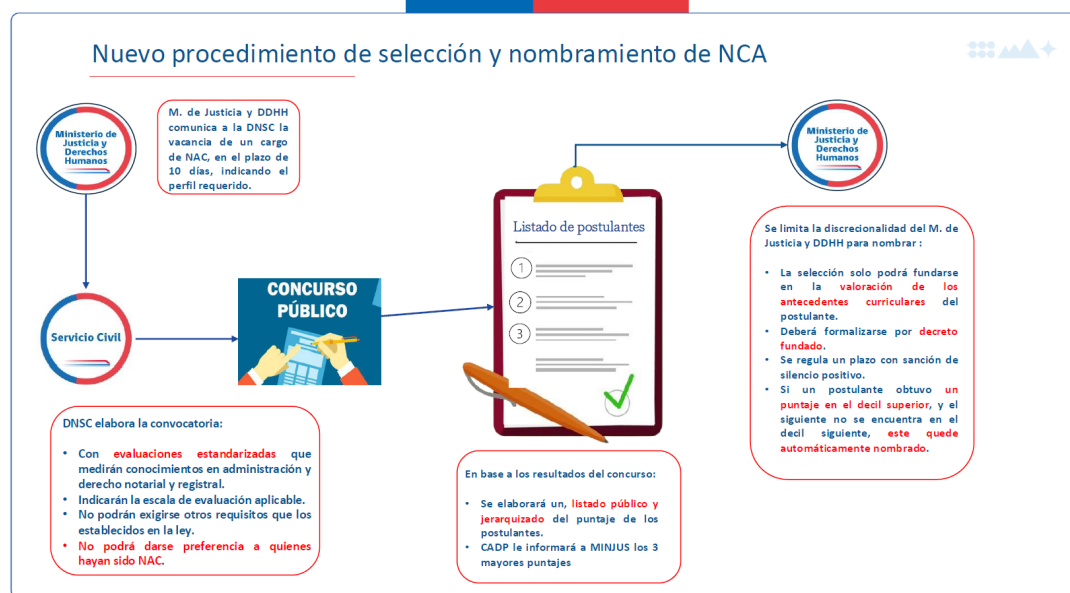 Nuevo procedimiento de selección y nombramiento de NCA
Ministerio de
Justicia y
Derechos
Humanos
M. de Justicia y DDHH
comunica a la DNSC la
vacancia de un cargo
de NAC, en el plazo de
10 días, indicando el
perfil requerido.
Servicio Civil
CONCURSO
PÚBLICO
DNSC elabora la convocatoria:
• Con evaluaciones estandarizadas que
medirán conocimientos en administración y
derecho notarial y registral.
• Indicarán la escala de evaluación aplicable.
• No podrán exigirse otros requisitos que los
establecidos en la ley.
• No podrá darse preferencia a quienes
hayan sido NAC.
Listado de postulantes
1
2
3
En base a los resultados del concurso:
• Se elaborará un, listado público y
jerarquizado del puntaje de los
postulantes.
• CADP le informará a MINJUS los 3
mayores puntajes
Ministerio de
Justicia y
Derechos
Humanos
Se limita la discrecionalidad del M. de
Justicia y DDHH para nombrar :
• La selección solo podrá fundarse
en la valoración de los
antecedentes curriculares del
postulante.
• Deberá formalizarse por decreto
fundado.
• Se regula un plazo con sanción de
silencio positivo.
• Si un postulante obtuvo un
puntaje en el decil superior, y el
siguiente no se encuentra en el
decil siguiente, este quede
automáticamente nombrado.